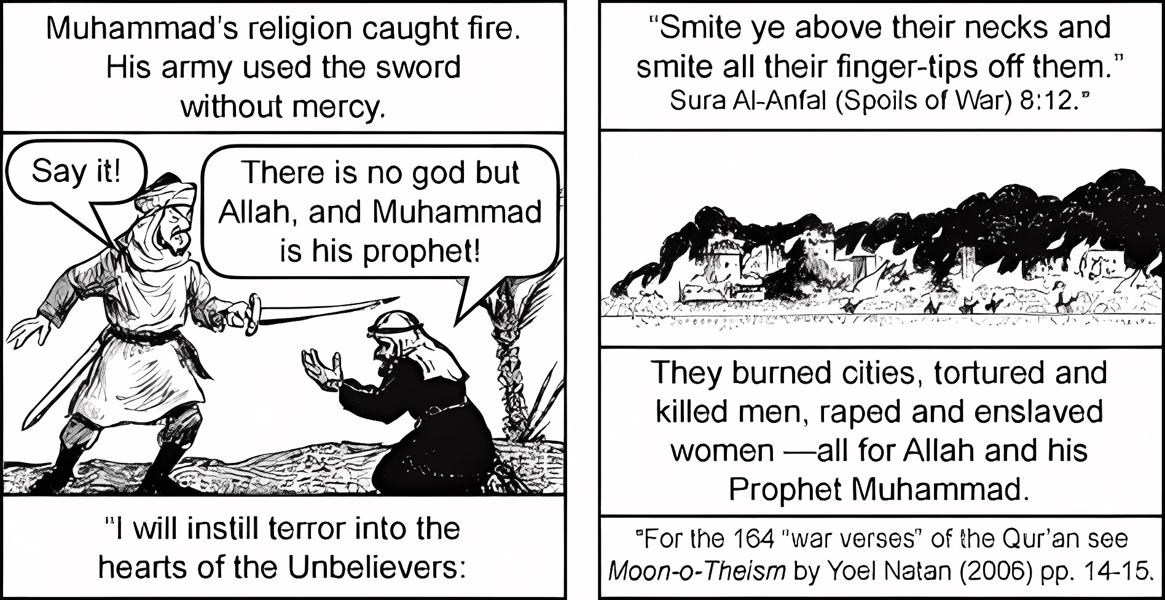 Muhammad's religion caught fire.
His army used the sword
without mercy.
Say it!
There is no god but
Allah, and Muhammad
is his prophet!
"I will instill terror into the
hearts of the Unbelievers:
"Smite ye above their necks and
smite all their finger-tips off them."
Sura Al-Anfal (Spoils of War) 8:12.*
They burned cities, tortured and
killed men, raped and enslaved
women —all for Allah and his
Prophet Muhammad.
*For the 164 "war verses" of the Qur'an see
Moon-o-Theism by Yoel Natan (2006) pp. 14-15.